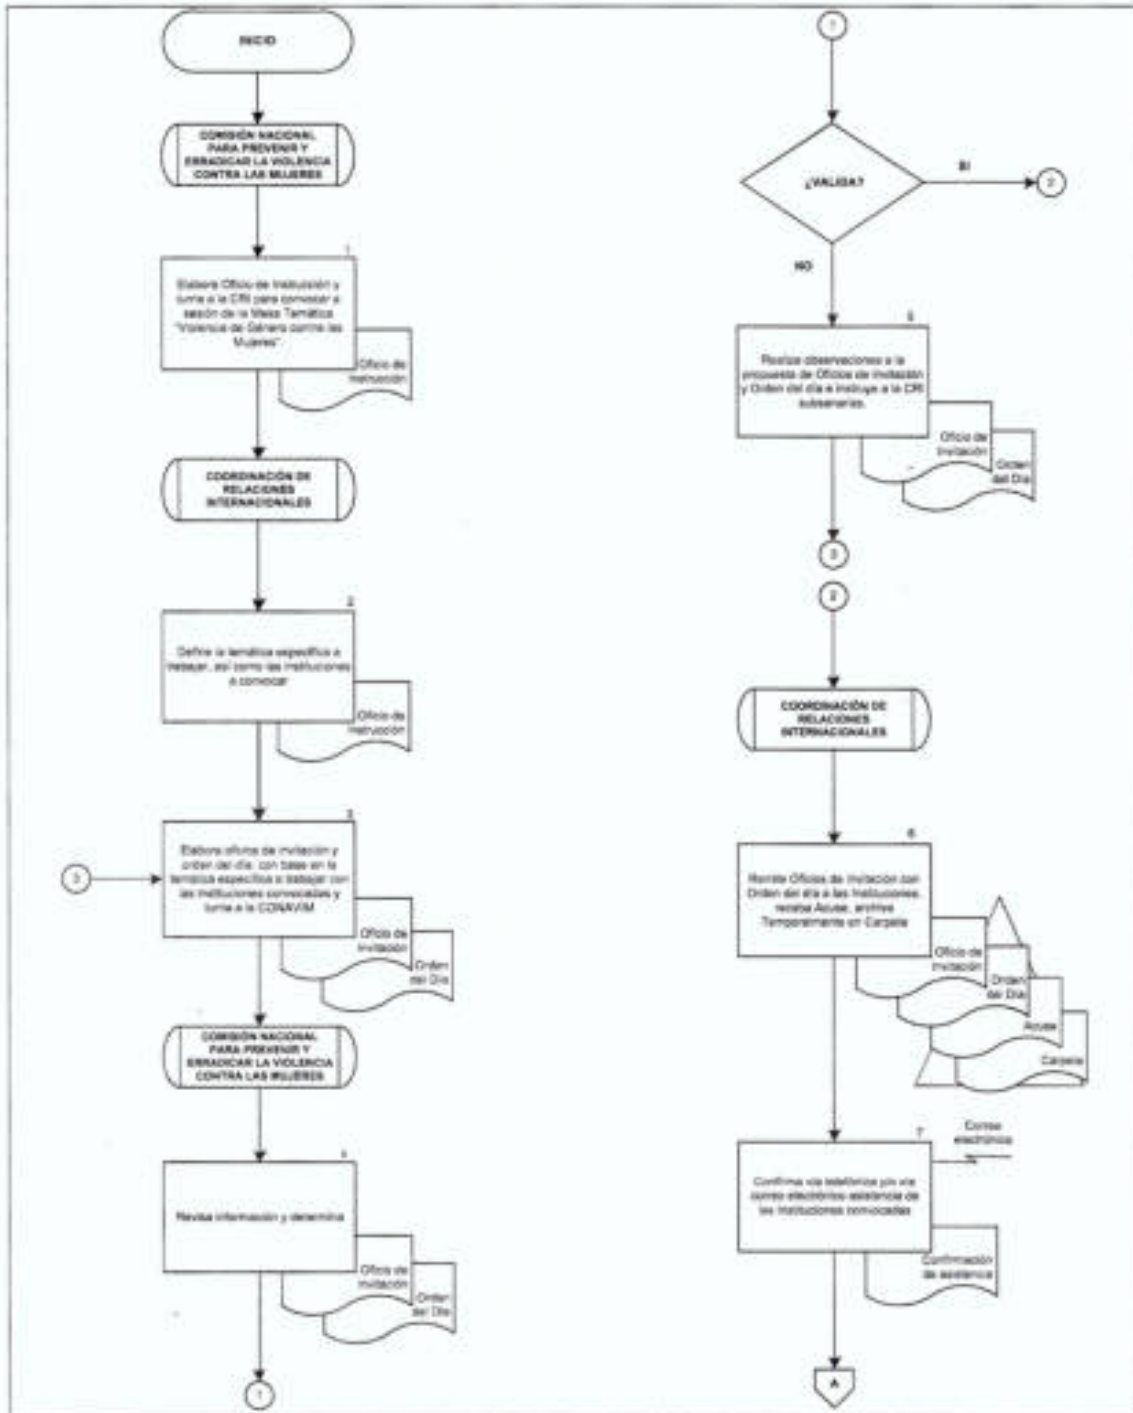 INICIO
COMISIÓN NACIONAL
PARA PREVENIR Y
ERRADICAR LA VIOLENCIA
CONTRA LAS MUJERES
1
Elabora Oficio de Instrucción y
turna a la CRI para convocar a
sesión de la Mesa Temática
"Violencia de Género contra las
Mujeres".
Oficio de
Instrucción
COORDINACIÓN DE
RELACIONES
INTERNACIONALES
2
Define la temática específica a
trabajar, así como las Instituciones
a convocar
Oficio de
Instrucción
3
3
Elabora oficios de invitación y
orden del día, con base en la
temática específica a trabajar con
las Instituciones convocadas y
turna a la CONAVIM
Oficio de
Invitación
Orden
del Día
COMISIÓN NACIONAL
PARA PREVENIR Y
ERRADICAR LA VIOLENCIA
CONTRA LAS MUJERES
4
Revisa información y determina
Oficio de
Invitación
Orden
del Día
1
1
¿VALIDA?
SI
2
NO
5
Realiza observaciones a la
propuesta de Oficios de Invitación
y Orden del día e instruye a la CRI
subsanarlas.
Oficio de
Invitación
Orden
del Día
3
2
COORDINACIÓN DE
RELACIONES
INTERNACIONALES
6
Remite Oficios de Invitación con
Orden del día a las Instituciones,
recaba Acuse, archiva
Temporalmente en Carpeta
Oficio de
Invitación
Orden
del Día
Acuse
Carpeta
7
Correo
electrónico
Confirma vía telefónica y/o vía
correo electrónico asistencia de
las Instituciones convocadas
Confirmación
de asistencia
A